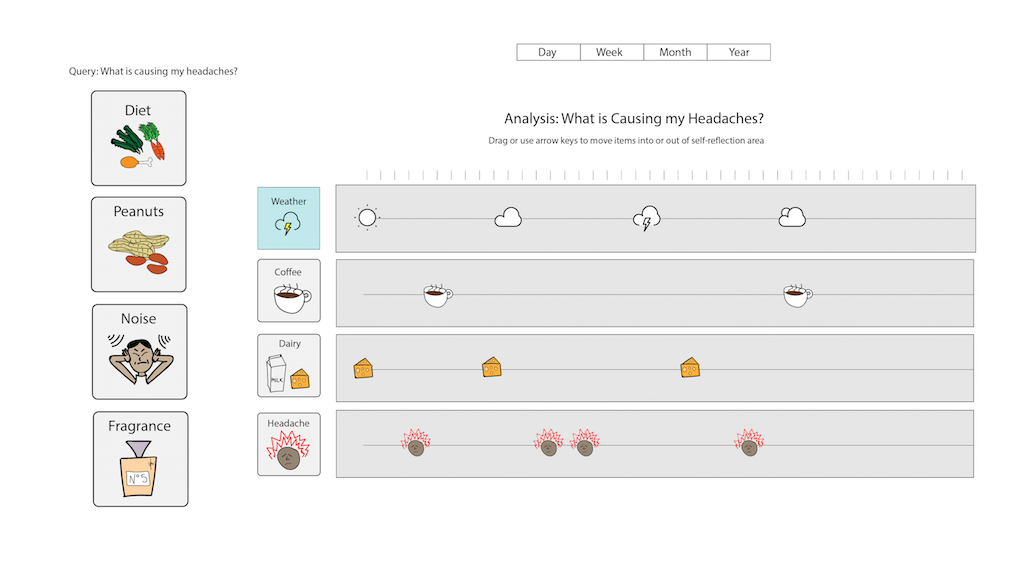 Day Week Month Year
Query: What is causing my headaches?
Diet
Peanuts
Noise
Fragrance
N°5
Analysis: What is Causing my Headaches?
Drag or use arrow keys to move items into or out of self-reflection area
Weather
Coffee
Dairy
MILK
Headache